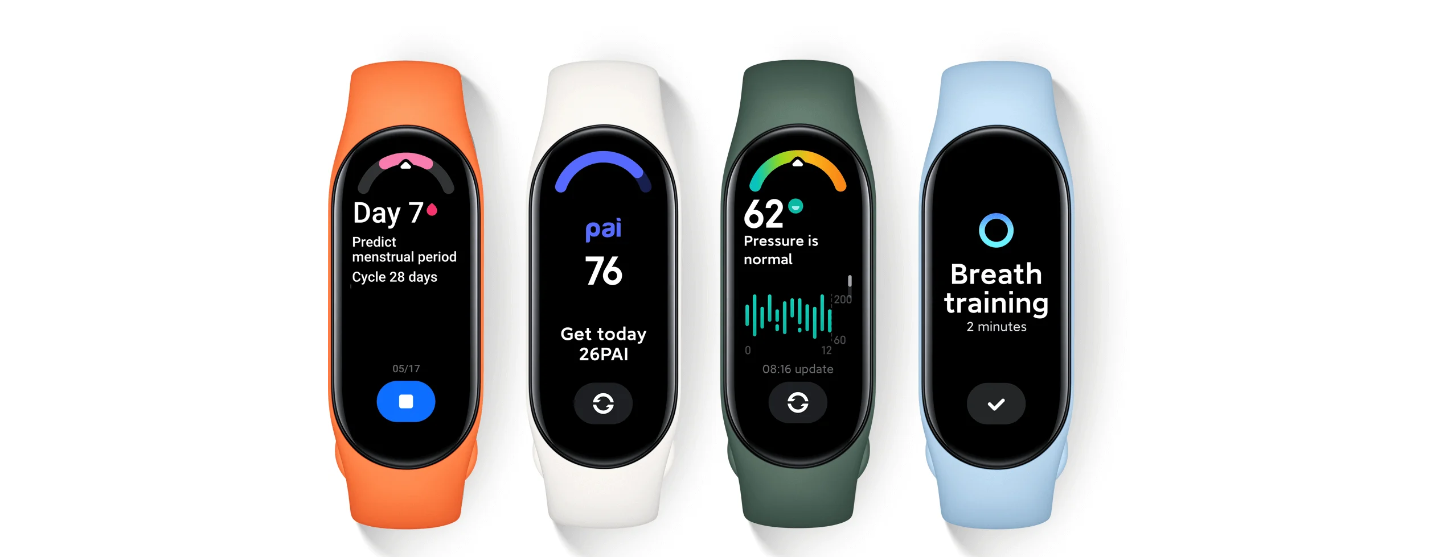 Day 7
Predict
menstrual period
Cycle 28 days
05/17
pai
76
Get today
26PAI
62
Pressure is
normal
200
60
0 12
08:16 update
Breath
training
2 minutes